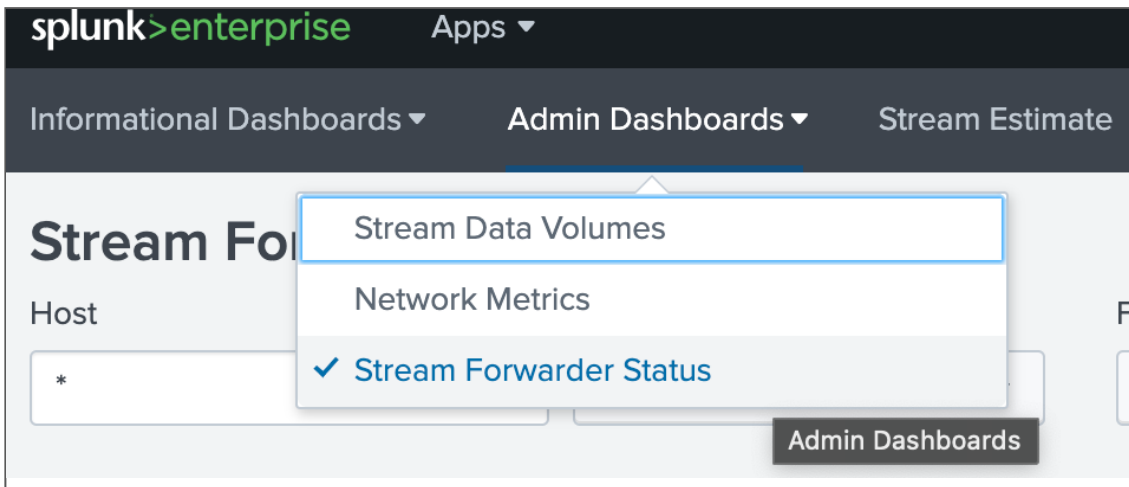 splunk>enterprise Apps
Informational Dashboards Admin Dashboards Stream Estimate
Stream Data Volumes
Stream
Network Metrics
Host
Stream Forwarder Status
*
Admin Dashboards